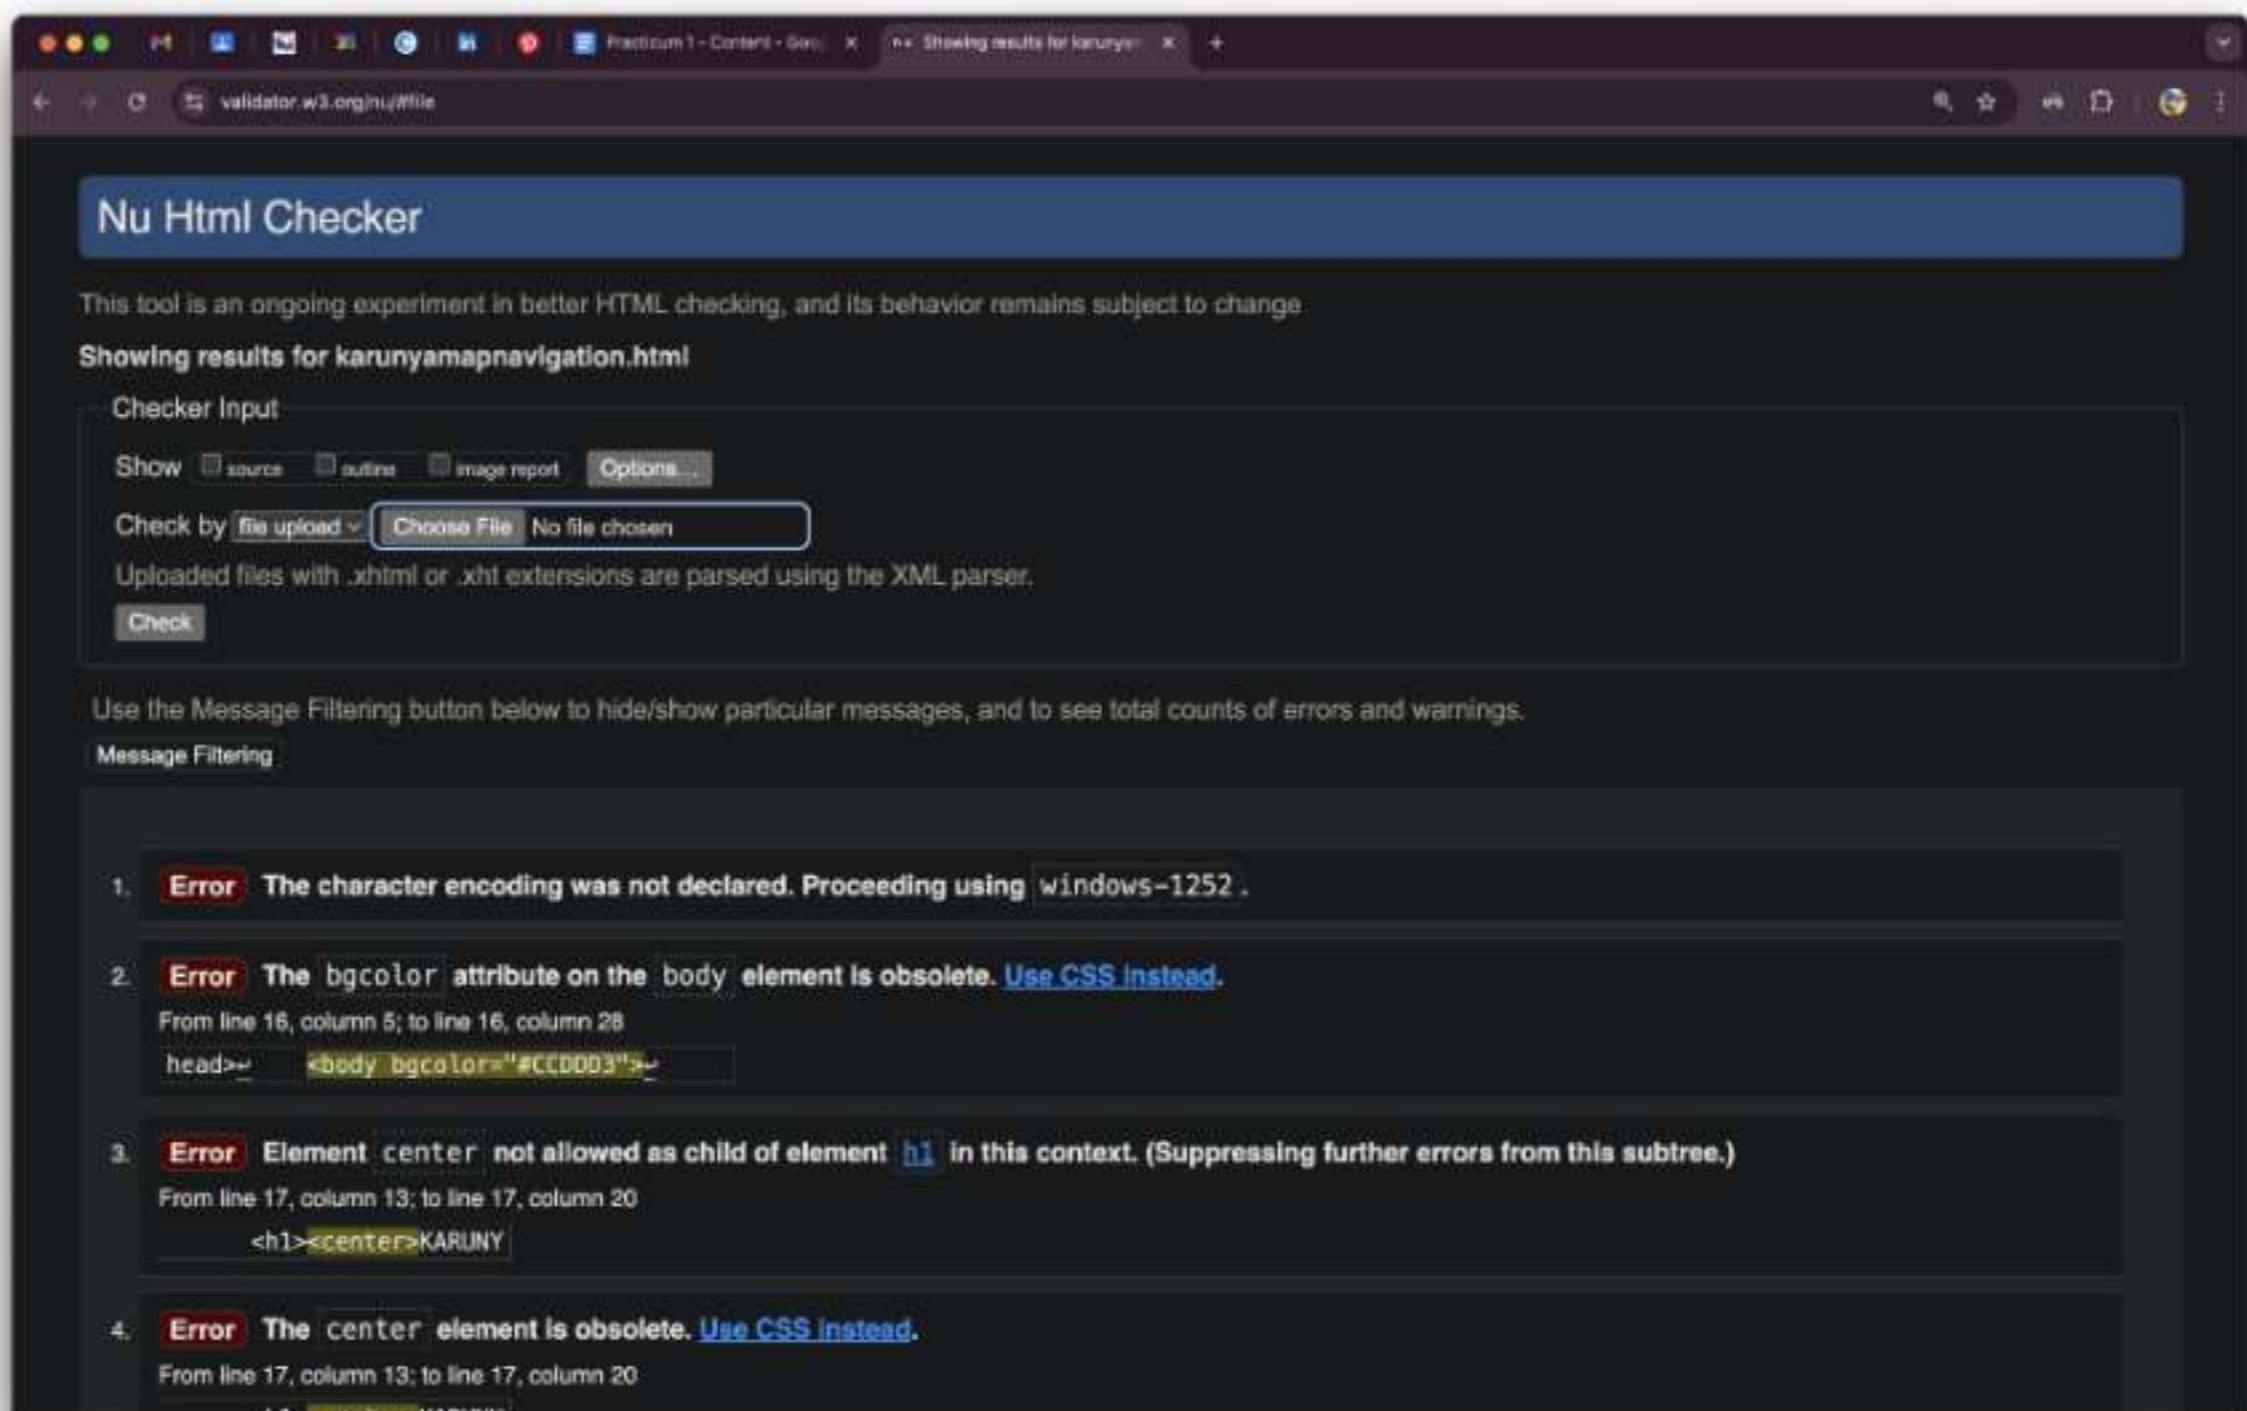 Practicum 1 - Content - Goo
Showing results for karunya
validator.w3.org/nu/#file
Nu Html Checker
This tool is an ongoing experiment in better HTML checking, and its behavior remains subject to change
Showing results for karunyamapnavigation.html
Checker Input
Show source outline image report Options...
Check by file upload Choose File No file chosen
Uploaded files with .xhtml or .xht extensions are parsed using the XML parser.
Check
Use the Message Filtering button below to hide/show particular messages, and to see total counts of errors and warnings.
Message Filtering
1. Error The character encoding was not declared. Proceeding using windows-1252.
2. Error The bgcolor attribute on the body element is obsolete. Use CSS instead.
From line 16, column 5; to line 16, column 28
head>↩ <body bgcolor="#CCDDD3">↩
3. Error Element center not allowed as child of element h1 in this context. (Suppressing further errors from this subtree.)
From line 17, column 13; to line 17, column 20
<h1><center>KARUNY
4. Error The center element is obsolete. Use CSS instead.
From line 17, column 13; to line 17, column 20